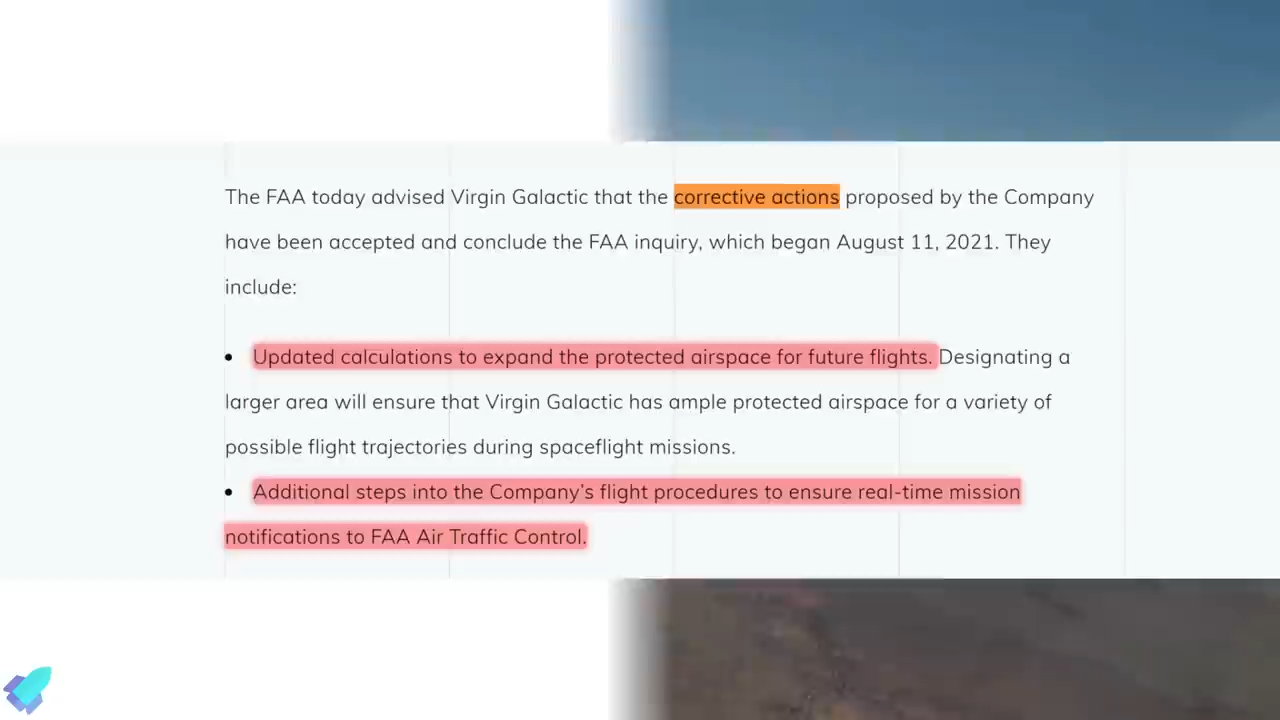 The FAA today advised Virgin Galactic that the corrective actions proposed by the Company
have been accepted and conclude the FAA inquiry, which began August 11, 2021. They
include:
• Updated calculations to expand the protected airspace for future flights. Designating a
larger area will ensure that Virgin Galactic has ample protected airspace for a variety of
possible flight trajectories during spaceflight missions.
• Additional steps into the Company’s flight procedures to ensure real-time mission
notifications to FAA Air Traffic Control.